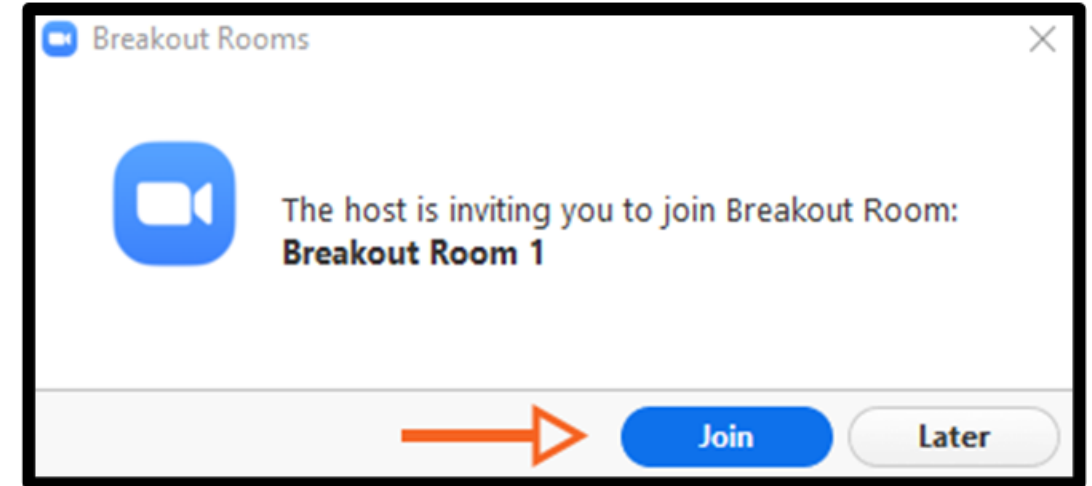 Breakout Rooms
The host is inviting you to join Breakout Room:
Breakout Room 1
Join
Later